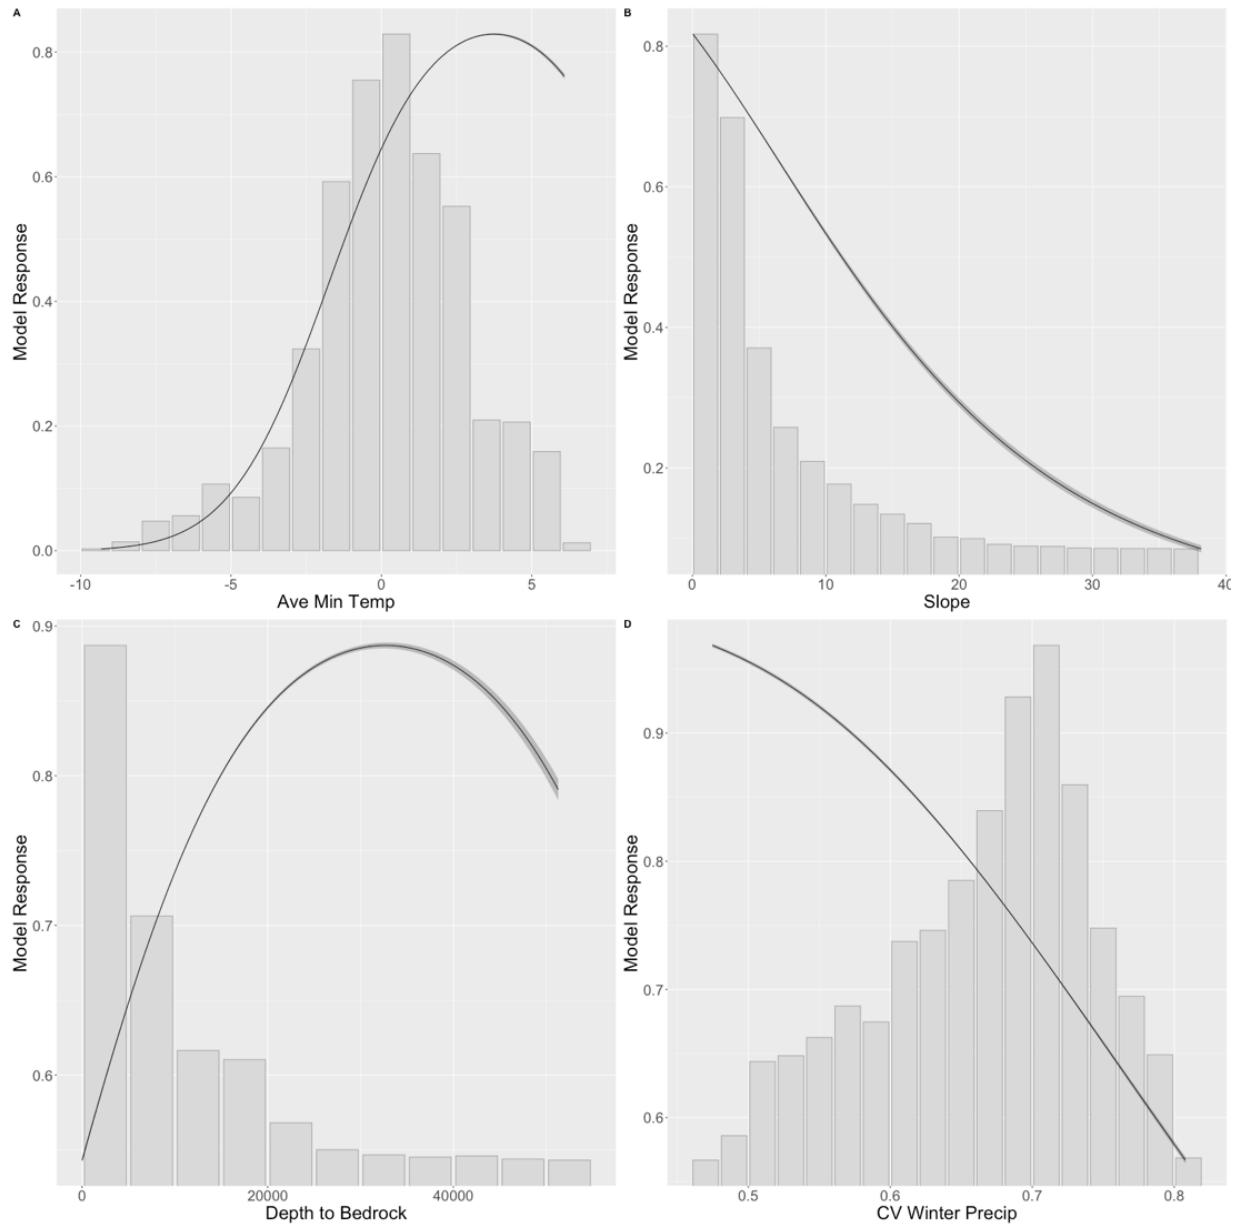 A
Model Response
0.8
0.6
0.4
0.2
0.0
-10 -5 0 5
Ave Min Temp
B
Model Response
0.8
0.6
0.4
0.2
0 10 20 30 40
Slope
C
Model Response
0.9
0.8
0.7
0.6
0 20000 40000
Depth to Bedrock
D
Model Response
0.9
0.8
0.7
0.6
0.5 0.6 0.7 0.8
CV Winter Precip